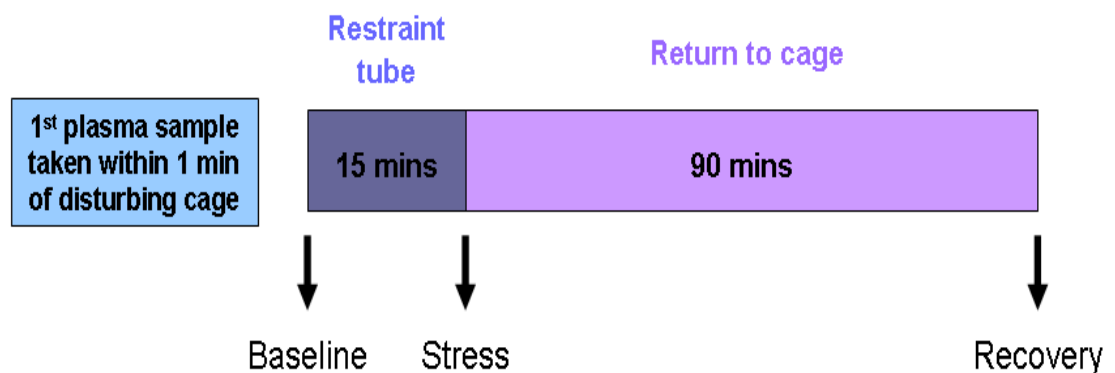 Restraint
tube
Return to cage
1st plasma sample
taken within 1 min
of disturbing cage
15 mins
90 mins
Baseline
Stress
Recovery